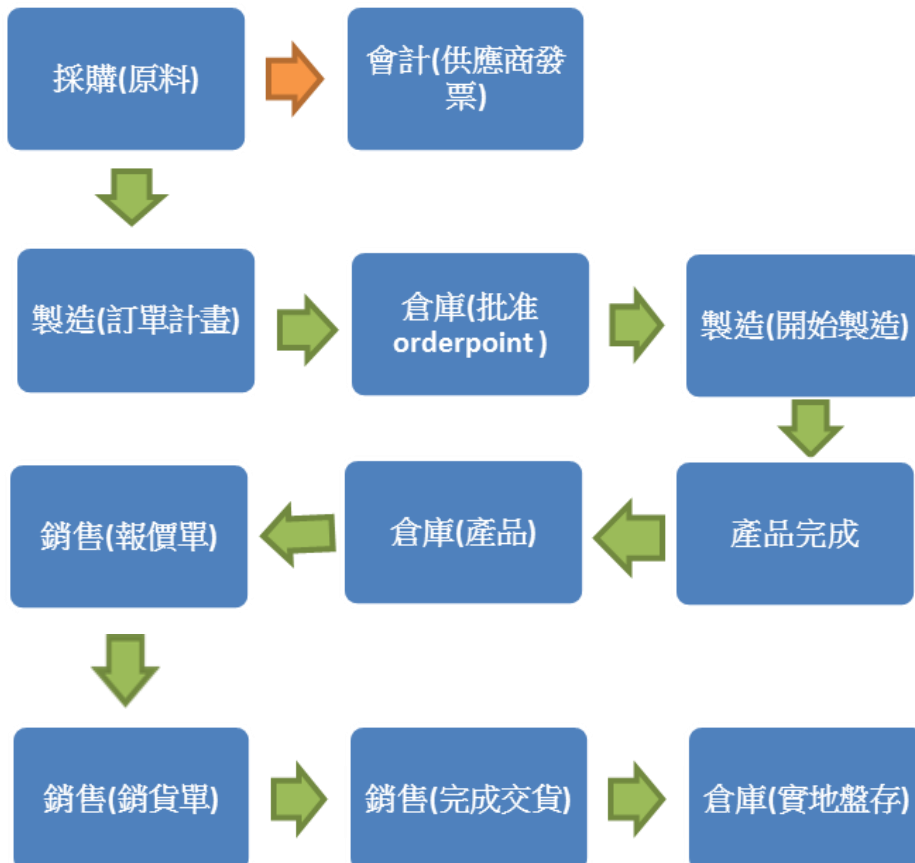 採購(原料)
會計(供應商發
票)
製造(訂單計畫)
倉庫(批准
orderpoint )
製造(開始製造)
產品完成
倉庫(產品)
銷售(報價單)
銷售(銷貨單)
銷售(完成交貨)
倉庫(實地盤存)